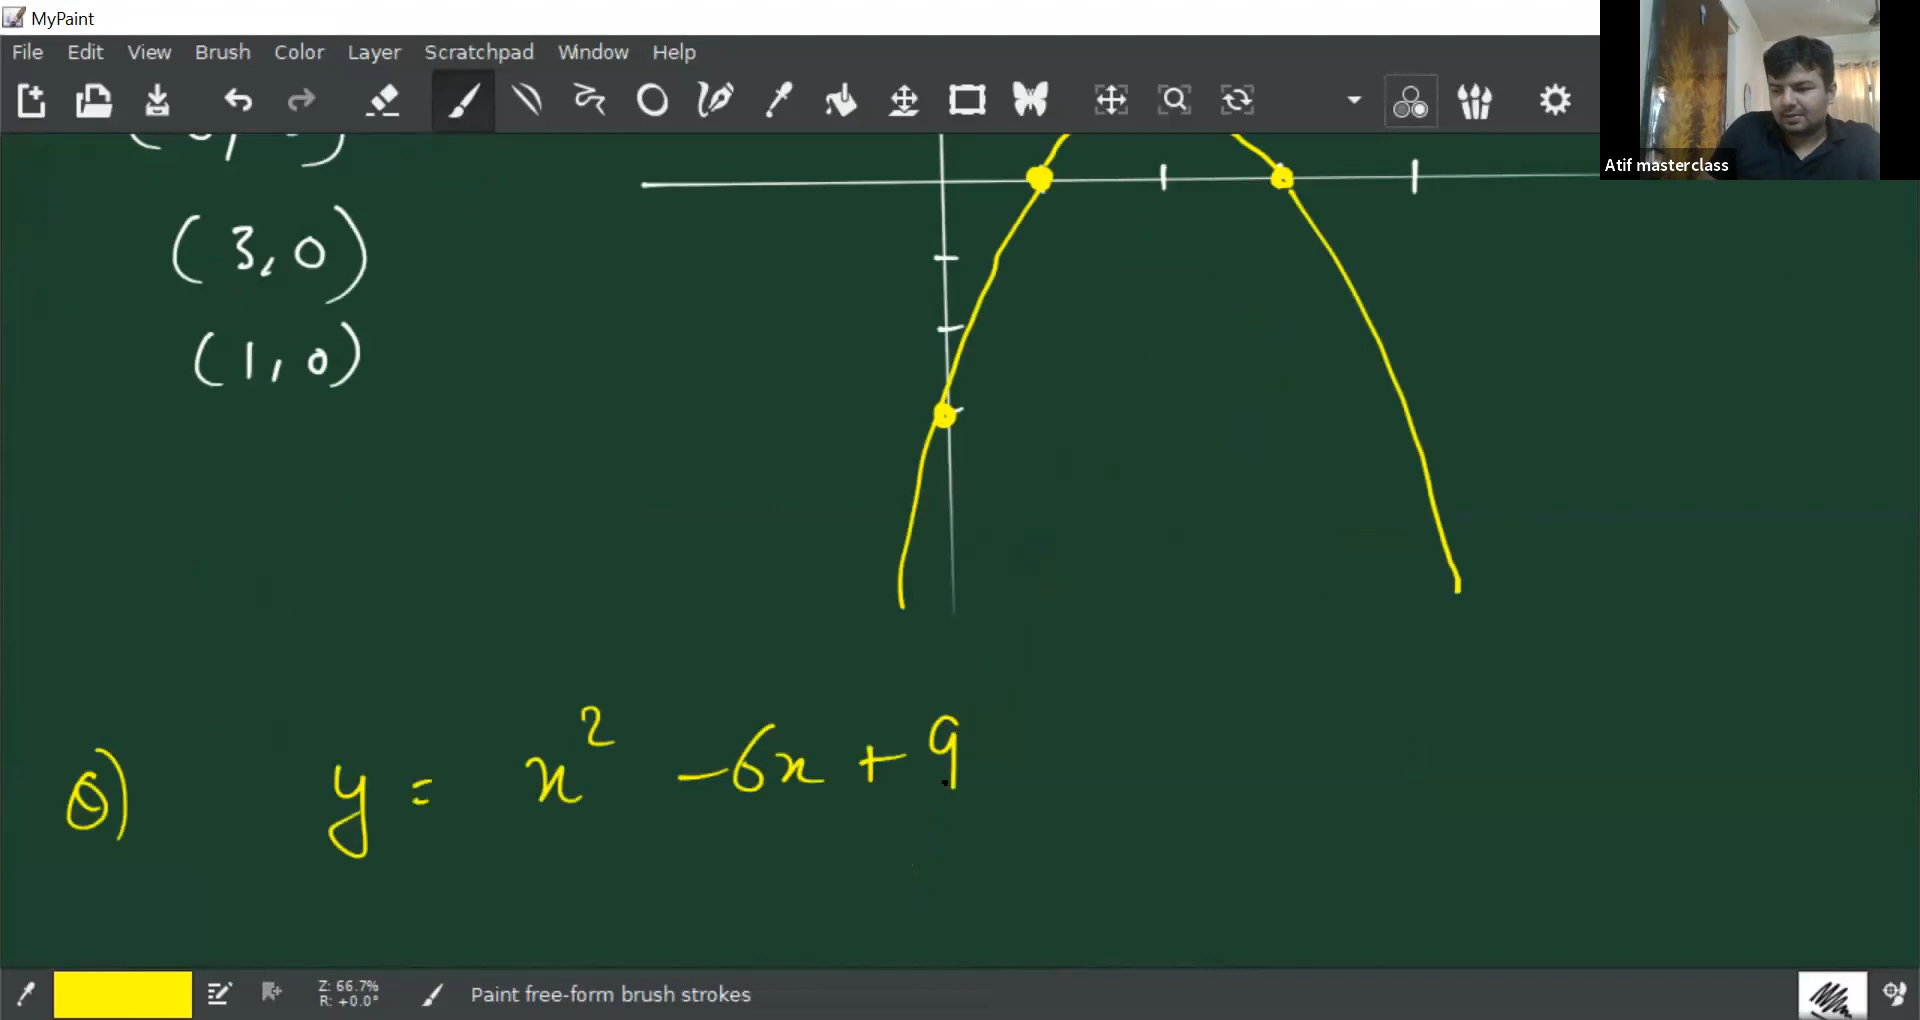 MyPaint
File Edit View Brush Color Layer Scratchpad Window Help
Atif masterclass
(3,0)
(1,0)
Q) y = x² -6x + 9
Z: 66.7%
R: +0.0°
Paint free-form brush strokes